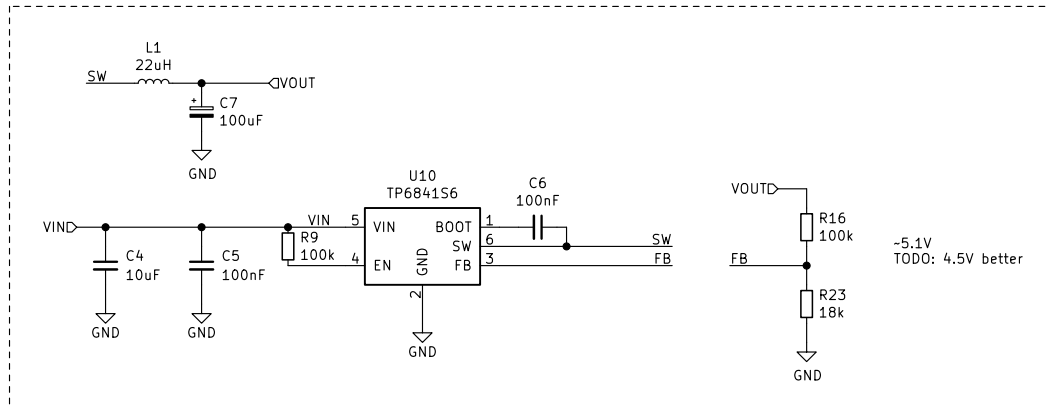 L1
22uH
SW
VOUT
+
C7
100uF
GND
U10
TP6841S6
C6
100nF
VIN
VIN
5
VIN
BOOT
1
SW
6
SW
FB
3
FB
GND
2
4
EN
R9
100k
C4
10uF
C5
100nF
GND
GND
GND
VOUT
R16
100k
FB
R23
18k
GND
~5.1V
TODO: 4.5V better